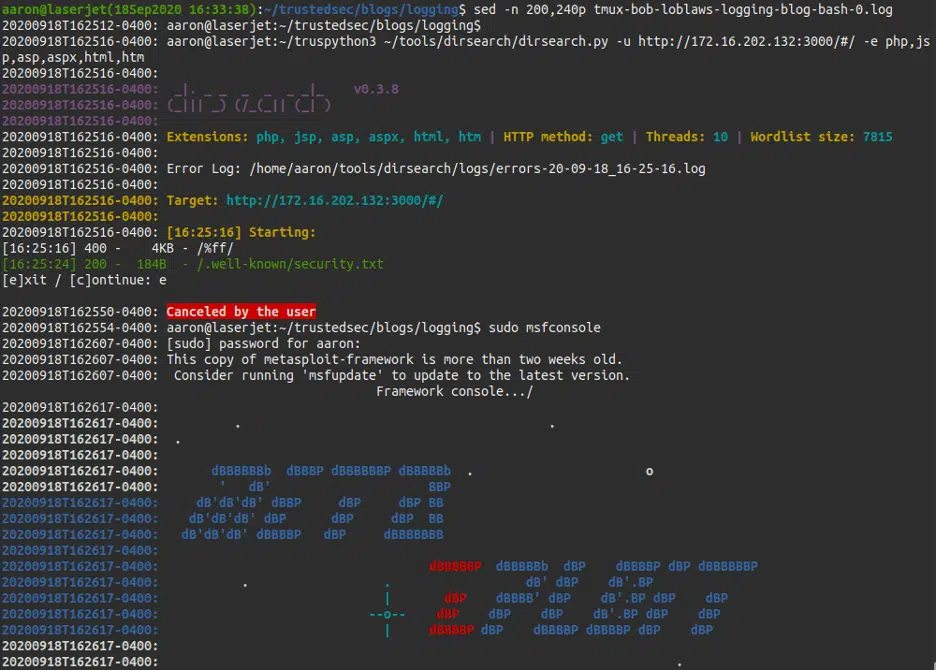 aaron@laserjet(185ep2020 16:33:38):~/trustedsec/blogs/logging$ sed -n 200,240p tmux-bob-loblaws-logging-blog-bash-0.log
20200918T162512-0400: aaron@laserjet:~/trustedsec/blogs/logging$
20200918T162516-0400: aaron@laserjet:~/truspython3 ~/tools/dirsearch/dirsearch.py -u http://172.16.202.132:3000/#/ -e php,js
p,asp,aspx,html,htm
20200918T162516-0400:
20200918T162516-0400:  _|. _ _  _  _  _ _|_    v0.3.8
20200918T162516-0400: (_||| _) (/_(_|| (_| )
20200918T162516-0400:
20200918T162516-0400: Extensions: php, jsp, asp, aspx, html, htm | HTTP method: get | Threads: 10 | Wordlist size: 7815
20200918T162516-0400:
20200918T162516-0400: Error Log: /home/aaron/tools/dirsearch/logs/errors-20-09-18_16-25-16.log
20200918T162516-0400:
20200918T162516-0400: Target: http://172.16.202.132:3000/#/
20200918T162516-0400:
20200918T162516-0400: [16:25:16] Starting:
[16:25:16] 400 -    4KB - /%ff/
[16:25:24] 200 -  184B  - /.well-known/security.txt
[e]xit / [c]ontinue: e
20200918T162550-0400: Canceled by the user
20200918T162554-0400: aaron@laserjet:~/trustedsec/blogs/logging$ sudo msfconsole
20200918T162607-0400: [sudo] password for aaron:
20200918T162607-0400: This copy of metasploit-framework is more than two weeks old.
20200918T162607-0400:  Consider running 'msfupdate' to update to the latest version.
                                                  Framework console.../
20200918T162617-0400:
20200918T162617-0400:          .                                         .
20200918T162617-0400:  .
20200918T162617-0400:
20200918T162617-0400:       dBBBBBBb  dBBBP dBBBBBBP dBBBBBb  .                       o
20200918T162617-0400:        '   dB'                     BBP
20200918T162617-0400:     dB'dB'dB' dBBP     dBP     dBP BB
20200918T162617-0400:    dB'dB'dB' dBP      dBP     dBP  BB
20200918T162617-0400:   dB'dB'dB' dBBBBP   dBP     dBBBBBBB
20200918T162617-0400:
20200918T162617-0400:                                    dBBBBBP  dBBBBBb  dBP    dBBBBP dBP dBBBBBBP
20200918T162617-0400:           .                  .                  dB' dBP    dB'.BP
20200918T162617-0400:                              |       dBP    dBBBB' dBP    dB'.BP dBP    dBP
20200918T162617-0400:                            --o--    dBP    dBP    dBP    dB'.BP dBP    dBP
20200918T162617-0400:                              |     dBBBBP dBP    dBBBBP dBBBBP dBP    dBP
20200918T162617-0400:
20200918T162617-0400:                                                                     .